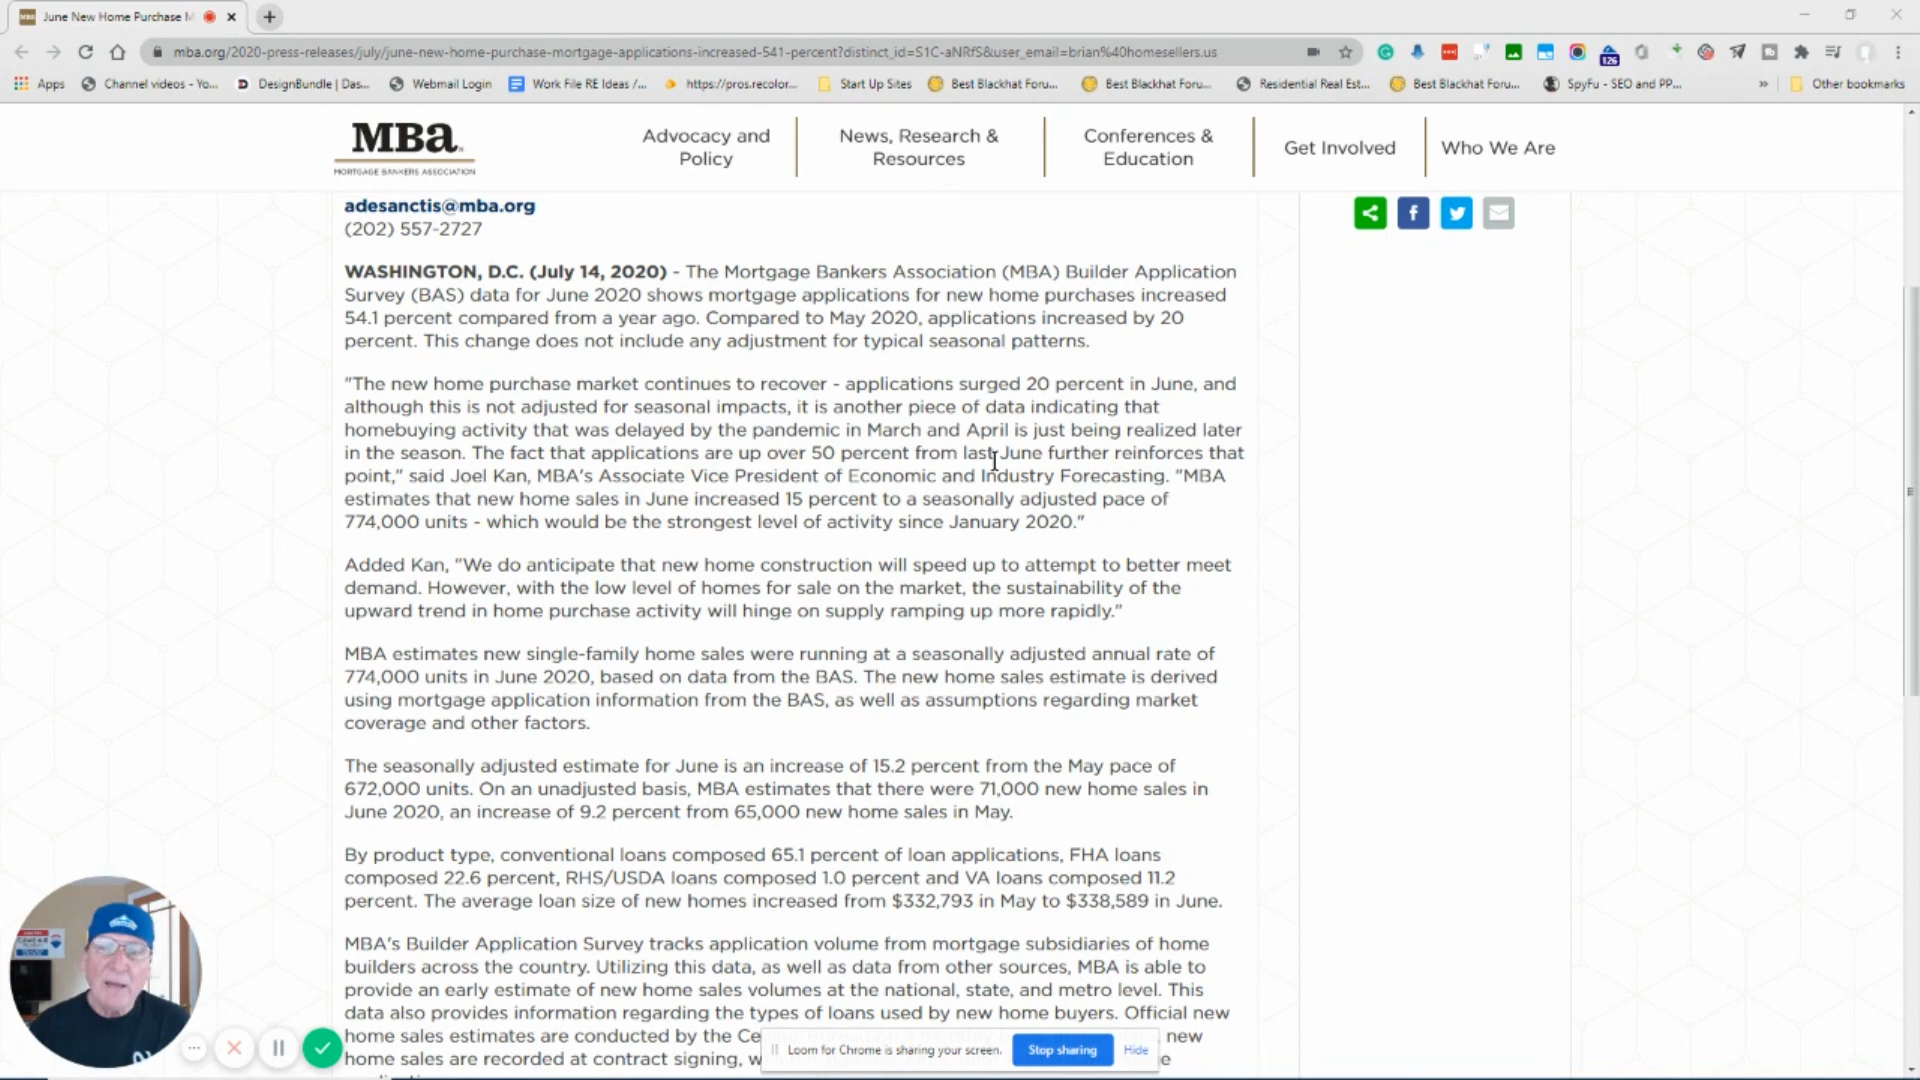 June New Home Purchase M
mba.org/2020-press-releases/july/june-new-home-purchase-mortgage-applications-increased-541-percent?distinct_id=S1C-aNRfS&user_email=brian%40homesellers.us
126
Apps
Channel videos - Yo...
DesignBundle | Das...
Webmail Login
Work File RE Ideas /...
https://pros.recolor...
Start Up Sites
Best Blackhat Foru...
Best Blackhat Foru...
Residential Real Est...
Best Blackhat Foru...
SpyFu - SEO and PP...
»
Other bookmarks
MBa
MORTGAGE BANKERS ASSOCIATION
Advocacy and
Policy
News, Research &
Resources
Conferences &
Education
Get Involved
Who We Are
adesanctis@mba.org
(202) 557-2727
WASHINGTON, D.C. (July 14, 2020) - The Mortgage Bankers Association (MBA) Builder Application
Survey (BAS) data for June 2020 shows mortgage applications for new home purchases increased
54.1 percent compared from a year ago. Compared to May 2020, applications increased by 20
percent. This change does not include any adjustment for typical seasonal patterns.
"The new home purchase market continues to recover - applications surged 20 percent in June, and
although this is not adjusted for seasonal impacts, it is another piece of data indicating that
homebuying activity that was delayed by the pandemic in March and April is just being realized later
in the season. The fact that applications are up over 50 percent from last June further reinforces that
point," said Joel Kan, MBA's Associate Vice President of Economic and Industry Forecasting. "MBA
estimates that new home sales in June increased 15 percent to a seasonally adjusted pace of
774,000 units - which would be the strongest level of activity since January 2020."
Added Kan, "We do anticipate that new home construction will speed up to attempt to better meet
demand. However, with the low level of homes for sale on the market, the sustainability of the
upward trend in home purchase activity will hinge on supply ramping up more rapidly."
MBA estimates new single-family home sales were running at a seasonally adjusted annual rate of
774,000 units in June 2020, based on data from the BAS. The new home sales estimate is derived
using mortgage application information from the BAS, as well as assumptions regarding market
coverage and other factors.
The seasonally adjusted estimate for June is an increase of 15.2 percent from the May pace of
672,000 units. On an unadjusted basis, MBA estimates that there were 71,000 new home sales in
June 2020, an increase of 9.2 percent from 65,000 new home sales in May.
By product type, conventional loans composed 65.1 percent of loan applications, FHA loans
composed 22.6 percent, RHS/USDA loans composed 1.0 percent and VA loans composed 11.2
percent. The average loan size of new homes increased from $332,793 in May to $338,589 in June.
MBA's Builder Application Survey tracks application volume from mortgage subsidiaries of home
builders across the country. Utilizing this data, as well as data from other sources, MBA is able to
provide an early estimate of new home sales volumes at the national, state, and metro level. This
data also provides information regarding the types of loans used by new home buyers. Official new
home sales estimates are conducted by the Ce new
home sales are recorded at contract signing, w e
Loom for Chrome is sharing your screen.
Stop sharing
Hide